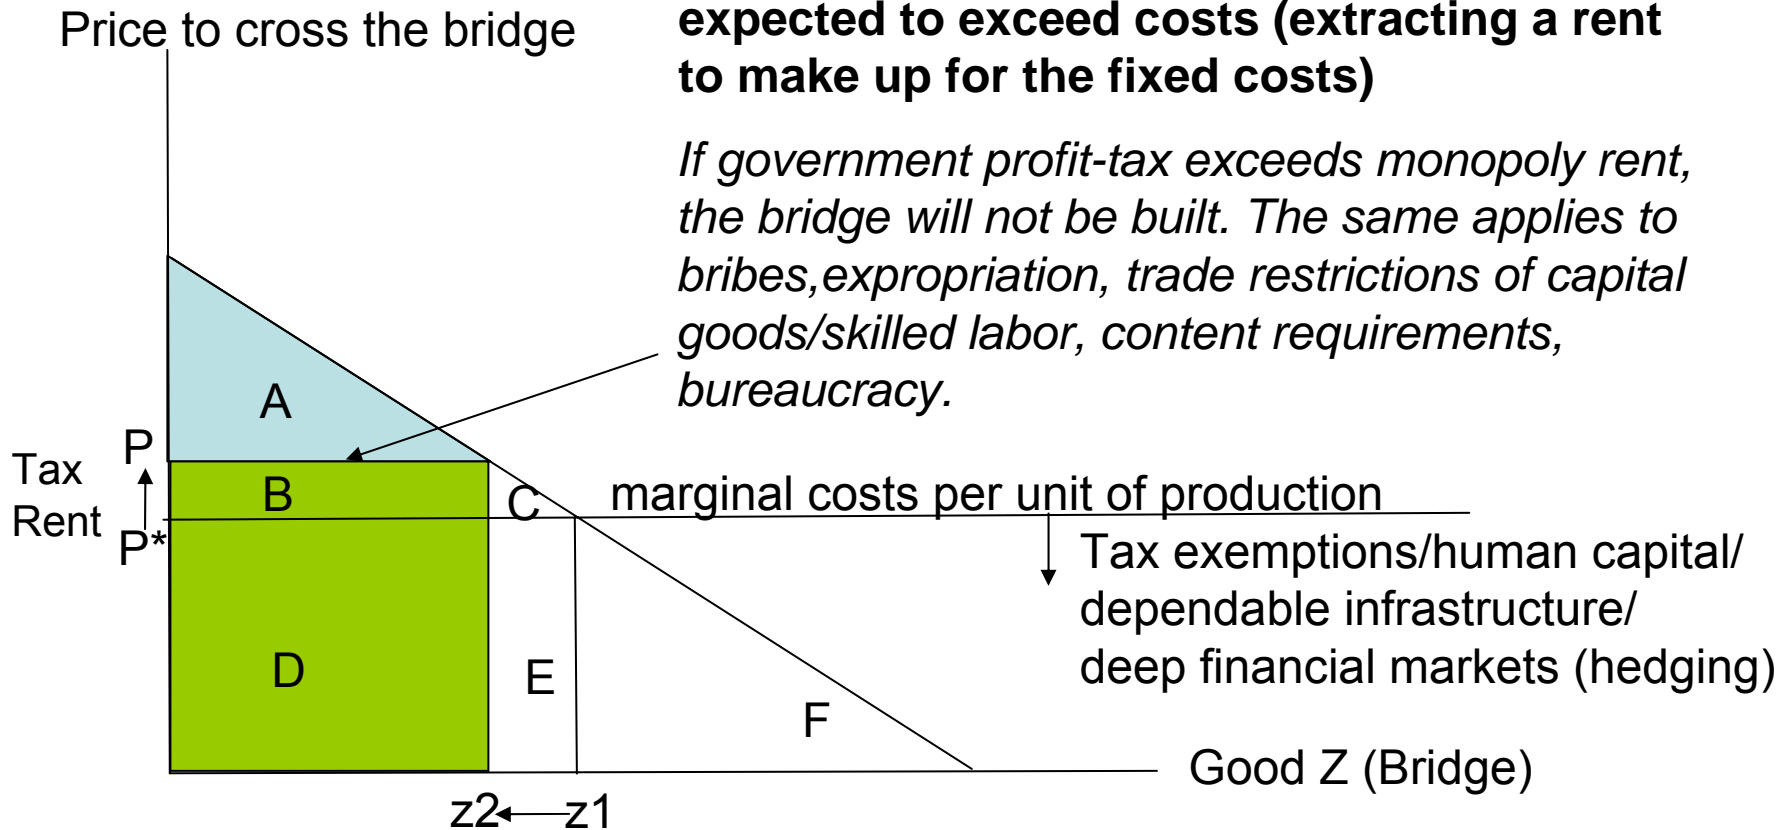 Price to cross the bridge
expected to exceed costs (extracting a rent
to make up for the fixed costs)
If government profit-tax exceeds monopoly rent,
the bridge will not be built. The same applies to
bribes,expropriation, trade restrictions of capital
goods/skilled labor, content requirements,
bureaucracy.
A
P
Tax
Rent
P*
B
C
marginal costs per unit of production
Tax exemptions/human capital/
dependable infrastructure/
deep financial markets (hedging)
D
E
F
Good Z (Bridge)
z2
z1